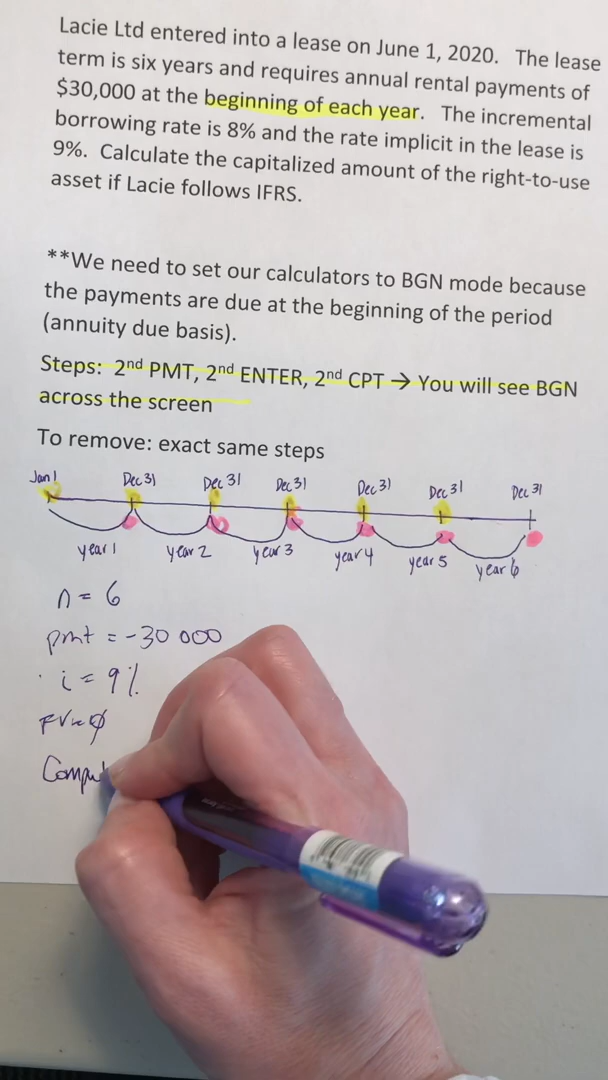 Lacie Ltd entered into a lease on June 1, 2020. The lease
term is six years and requires annual rental payments of
$30,000 at the beginning of each year. The incremental
borrowing rate is 8% and the rate implicit in the lease is
9%. Calculate the capitalized amount of the right-to-use
asset if Lacie follows IFRS.
**We need to set our calculators to BGN mode because
the payments are due at the beginning of the period
(annuity due basis).
Steps: 2nd PMT, 2nd ENTER, 2nd CPT → You will see BGN
across the screen
To remove: exact same steps
Jan 1 Dec 31 Dec 31 Dec 31 Dec 31 Dec 31 Dec 31
year 1 year 2 year 3 year 4 year 5 year 6
n = 6
pmt = -30 000
i = 9%
FV = 0
Comput